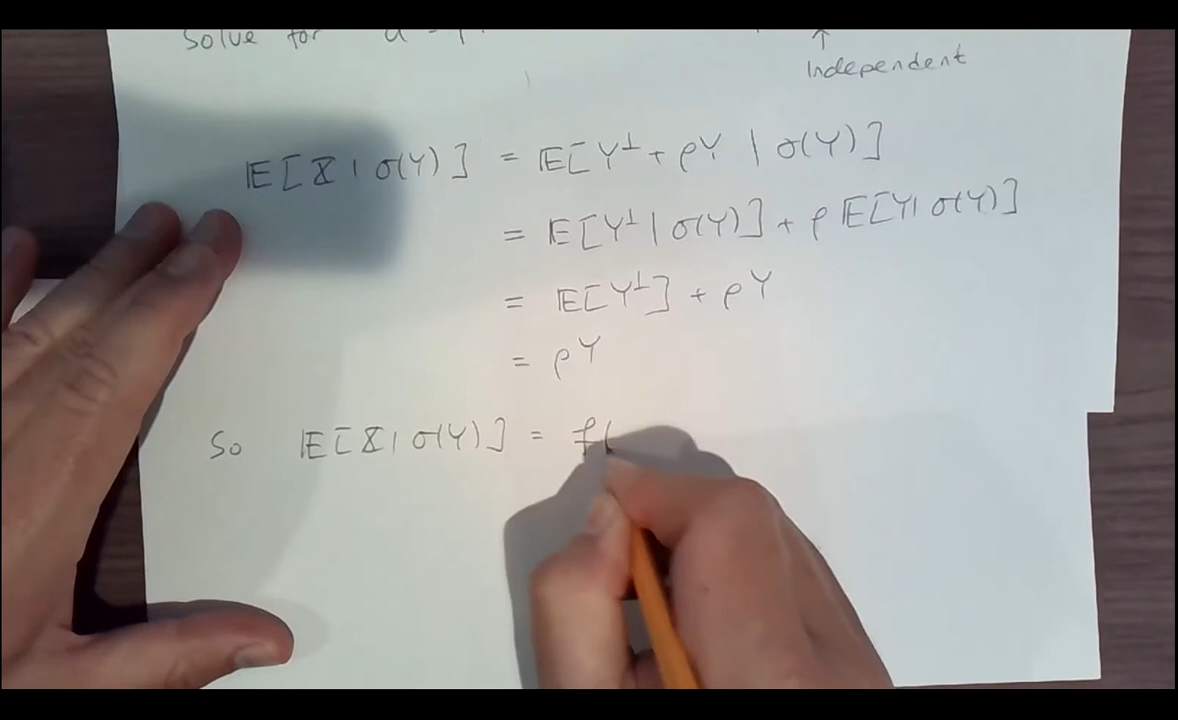 Solve for a = 
↑
Independent
𝔼[X | σ(Y)] = 𝔼[Y^⊥ + ρY | σ(Y)]
= 𝔼[Y^⊥ | σ(Y)] + ρ 𝔼[Y | σ(Y)]
= 𝔼[Y^⊥] + ρY
= ρY
So 𝔼[X | σ(Y)] = f(